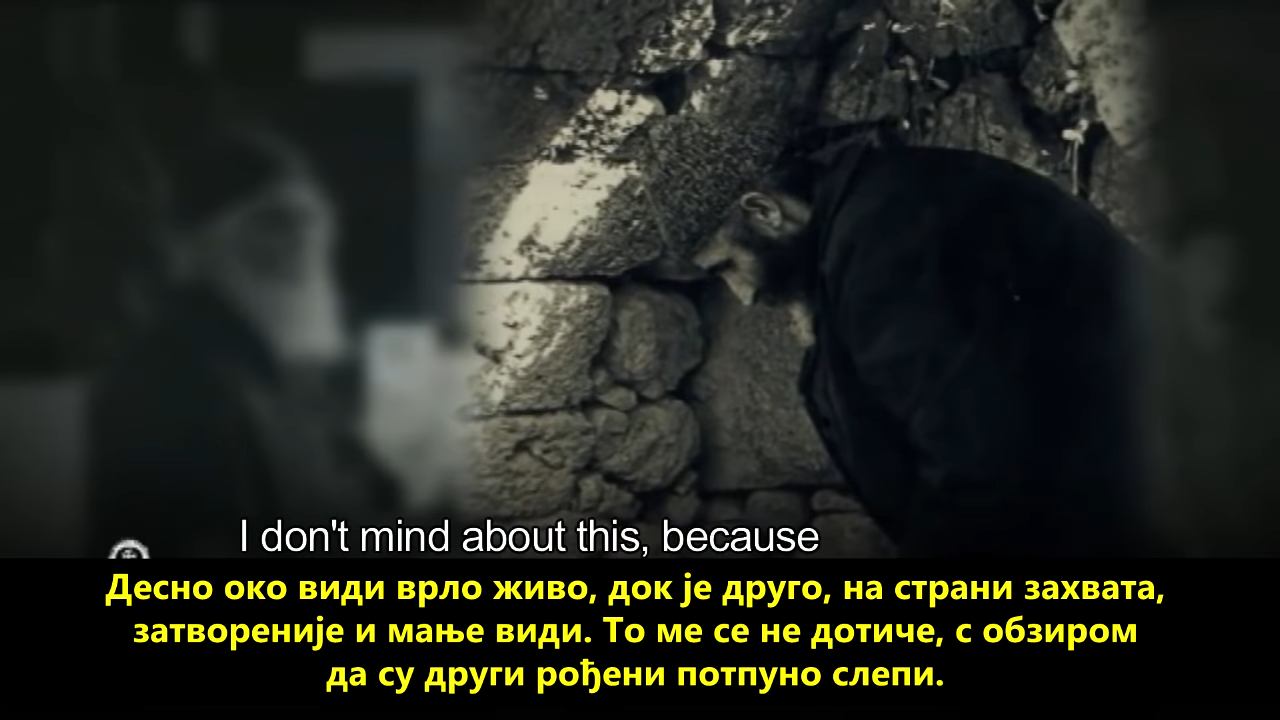 I don't mind about this, because
Десно око види врло живо, док је друго, на страни захвата,
затвореније и мање види. То ме се не дотиче, с обзиром
да су други рођени потпуно слепи.